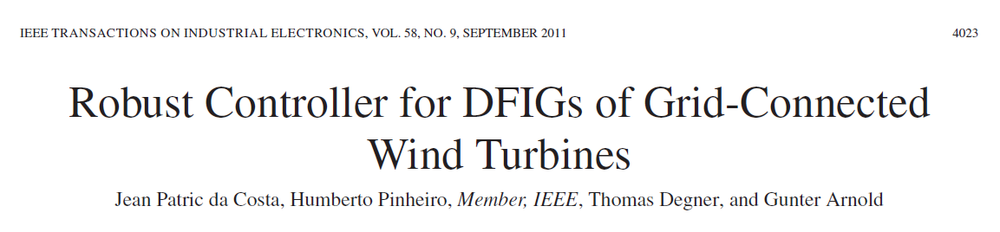 IEEE TRANSACTIONS ON INDUSTRIAL ELECTRONICS, VOL. 58, NO. 9, SEPTEMBER 2011 4023
Robust Controller for DFIGs of Grid-Connected
Wind Turbines
Jean Patric da Costa, Humberto Pinheiro, Member, IEEE, Thomas Degner, and Gunter Arnold